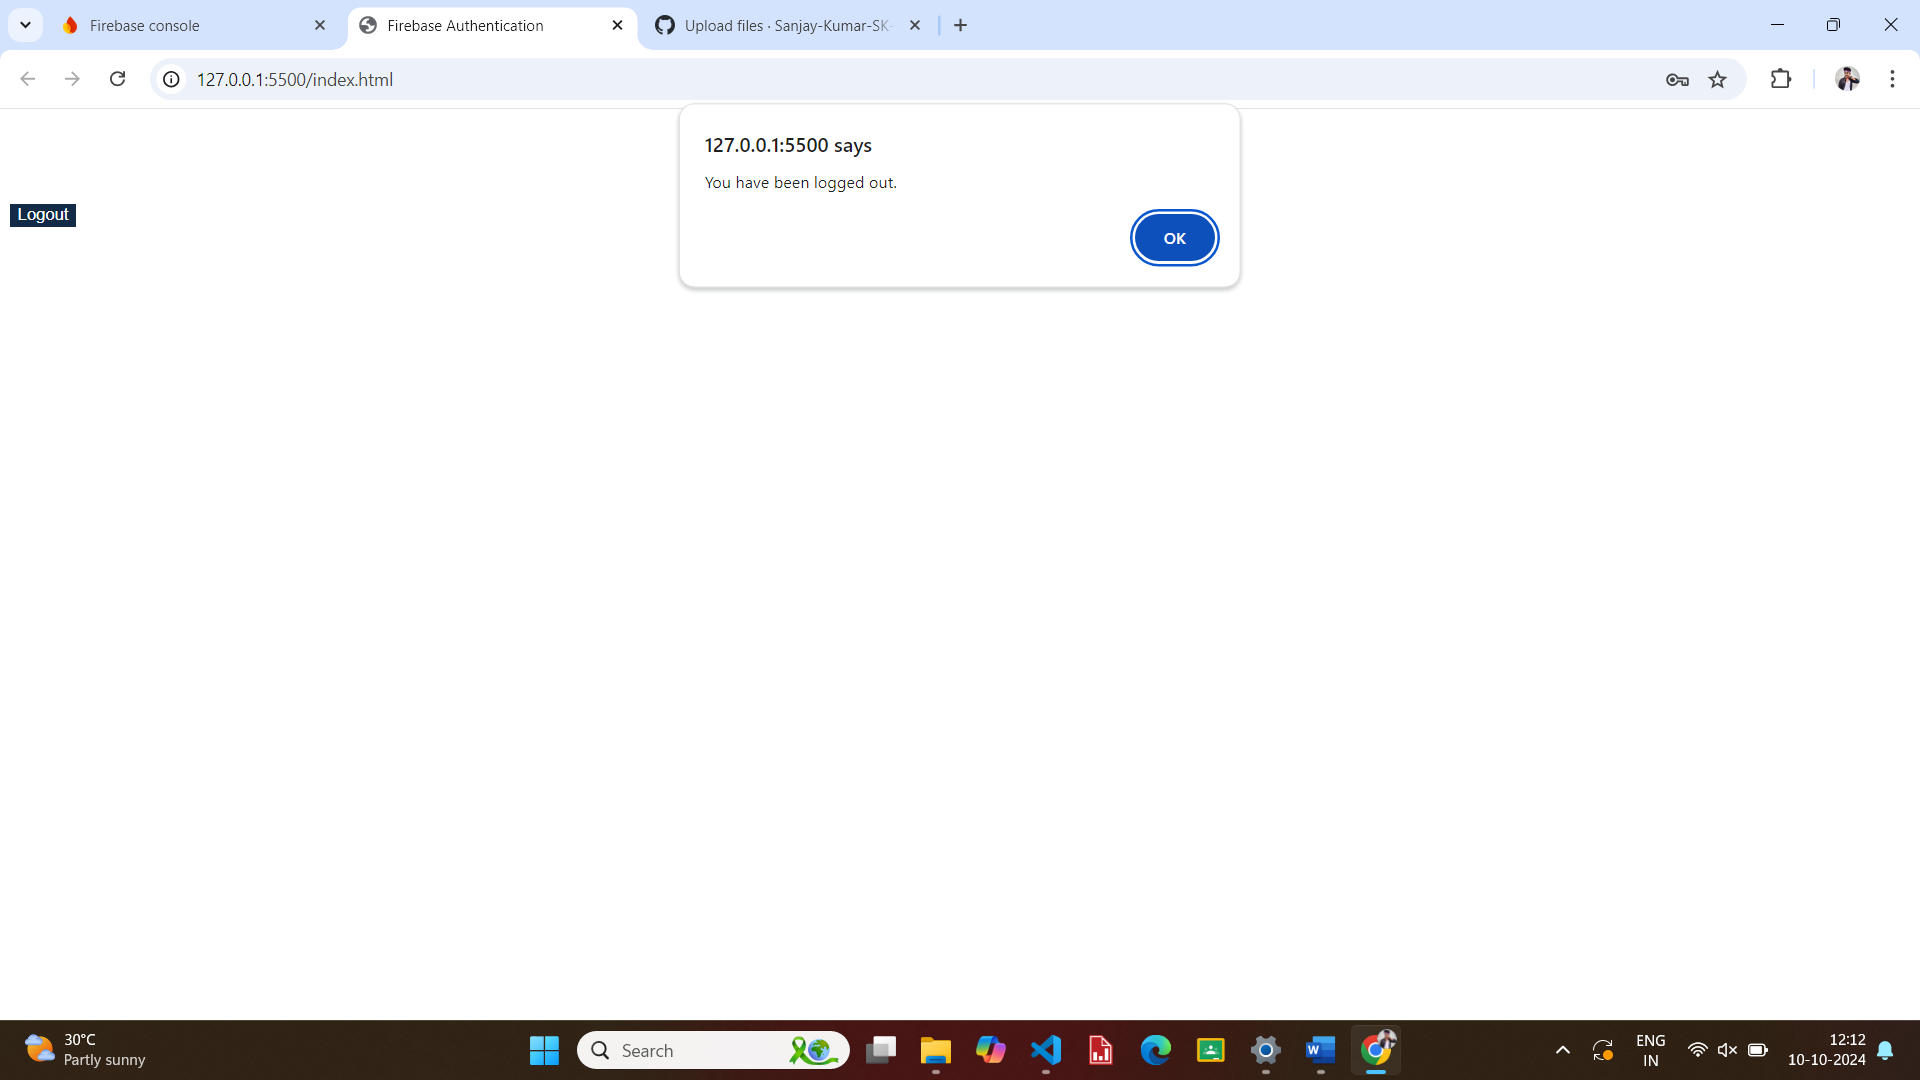 Firebase console
Firebase Authentication
Upload files · Sanjay-Kumar-SK-
127.0.0.1:5500/index.html
127.0.0.1:5500 says
You have been logged out.
OK
Logout
30°C
Partly sunny
Search
W
ENG
IN
12:12
10-10-2024